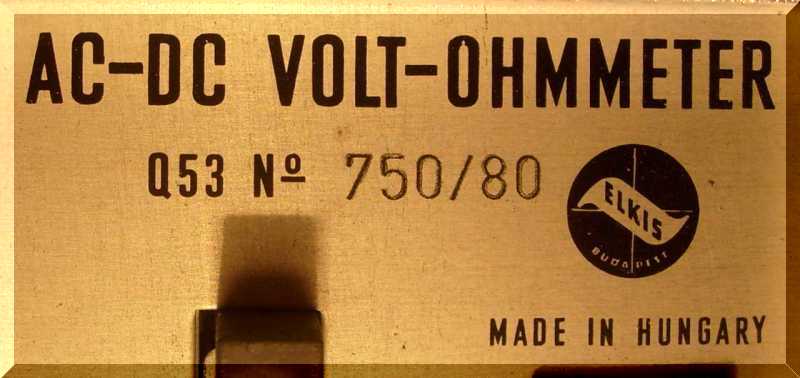 AC-DC VOLT-OHMMETER
Q53 Nº 750/80
ELKIS
BUDAPEST
MADE IN HUNGARY